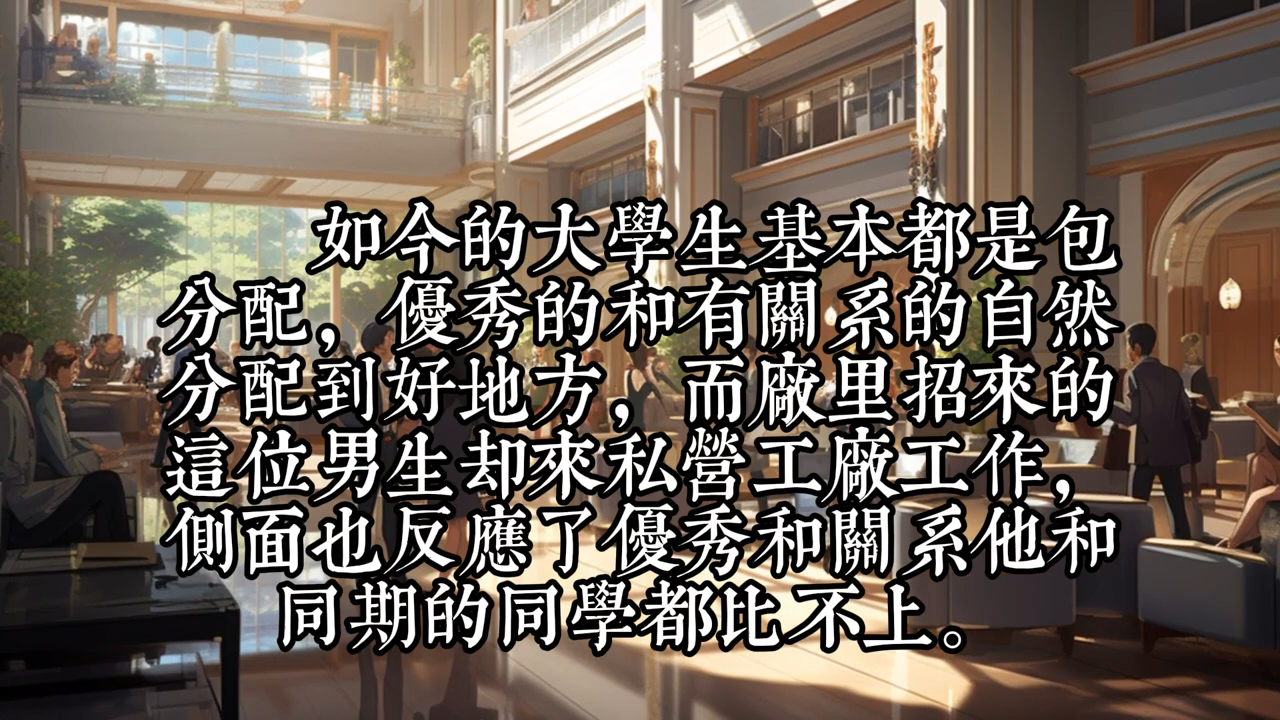 如今的大學生基本都是包
分配，優秀的和有關系的自然
分配到好地方，而廠里招來的
這位男生却來私營工廠工作，
側面也反應了優秀和關系他和
同期的同學都比不上。